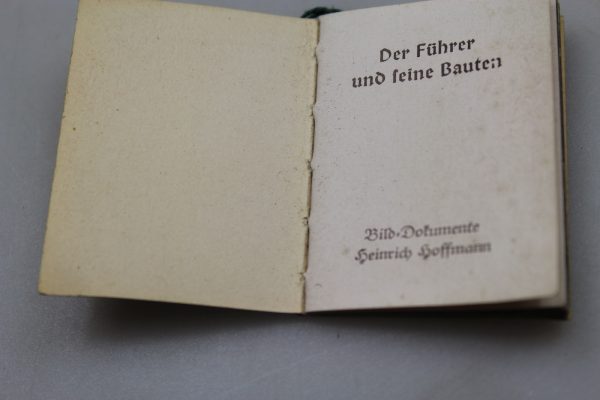 Der Führer
und seine Bauten
Bild-Dokumente
Heinrich Hoffmann